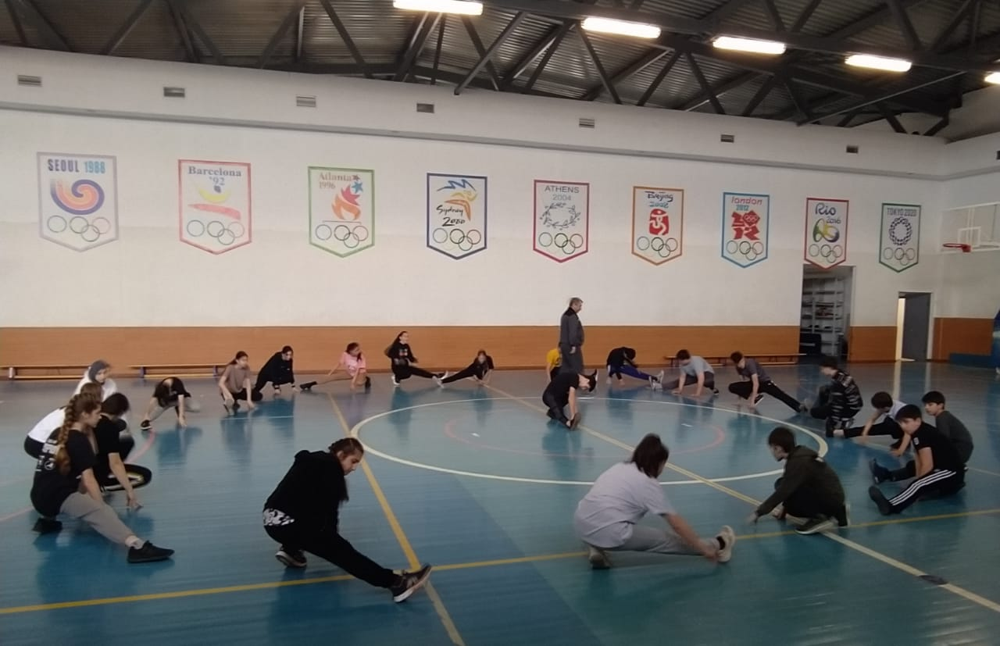 SEOUL 1988
Barcelona
'92
Atlanta
1996
Sydney
2000
ATHENS
2004
Beijing
2008
london
2012
Rio
2016
TOKYO 2020